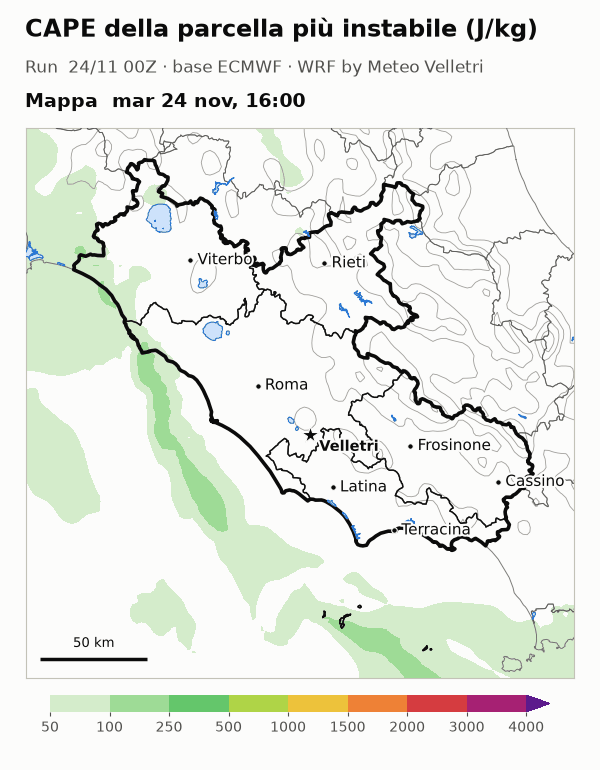 CAPE della parcella più instabile (J/kg)
Run  24/11 00Z · base ECMWF · WRF by Meteo Velletri
Mappa  mar 24 nov, 16:00
Viterbo
Rieti
Roma
Velletri
Frosinone
Latina
Cassino
Terracina
50 km
50 100 250 500 1000 1500 2000 3000 4000